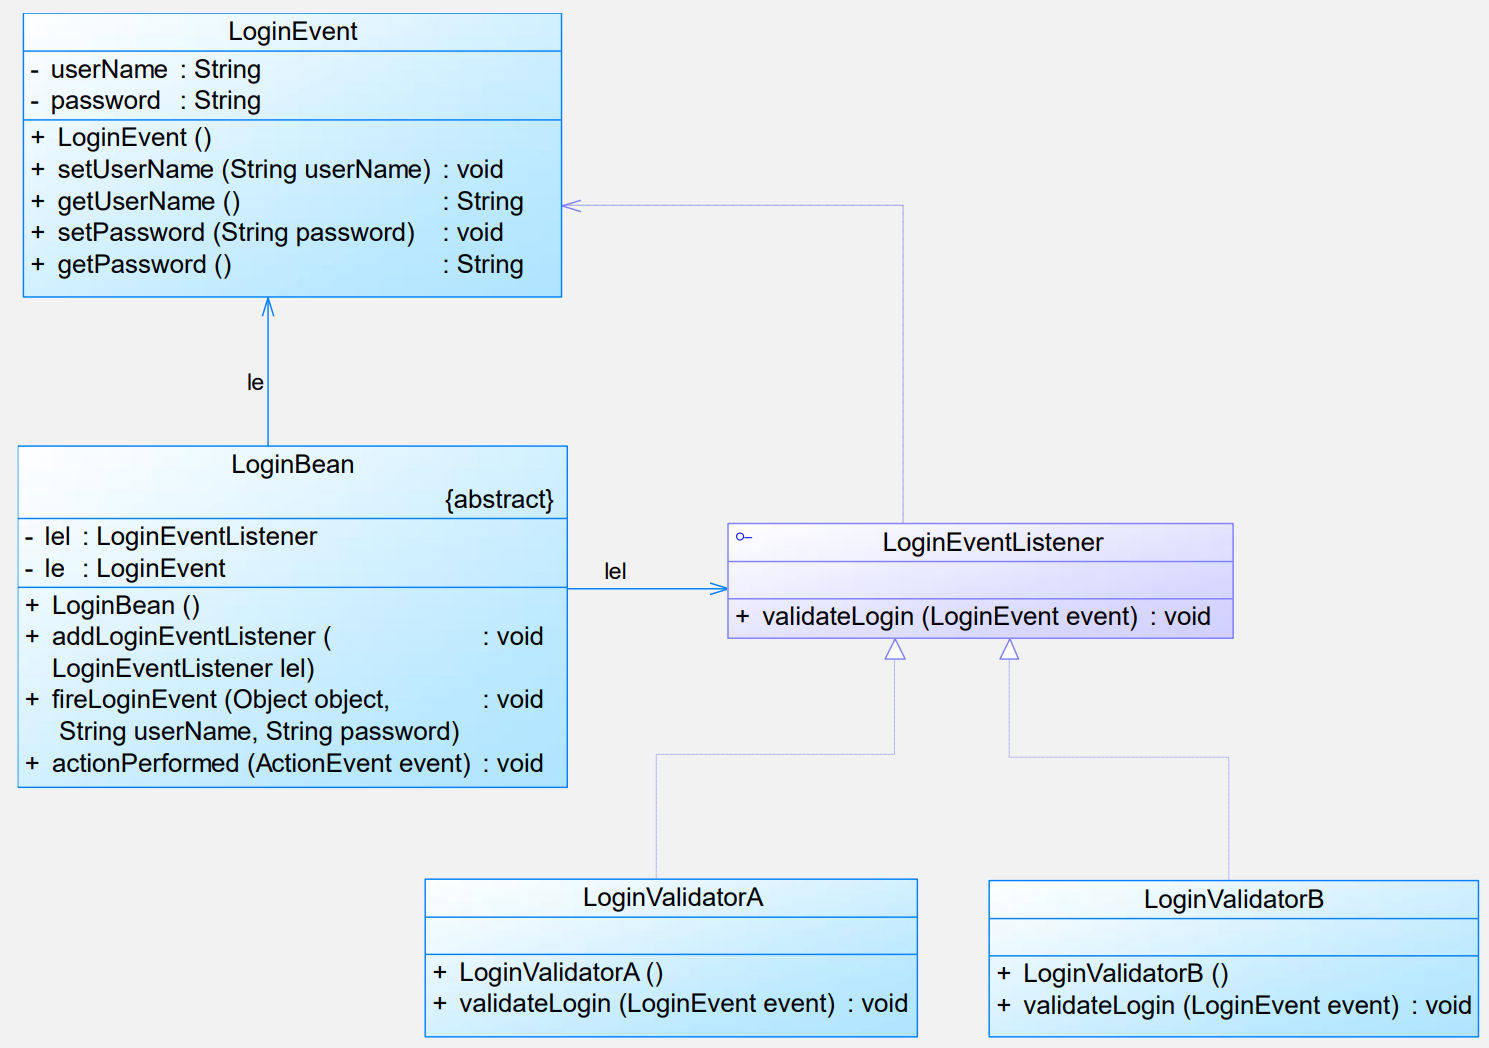 LoginEvent
- userName : String
- password : String
+ LoginEvent ()
+ setUserName (String userName) : void
+ getUserName () : String
+ setPassword (String password) : void
+ getPassword () : String
le
LoginBean
{abstract}
- lel : LoginEventListener
- le : LoginEvent
+ LoginBean ()
+ addLoginEventListener ( : void
LoginEventListener lel)
+ fireLoginEvent (Object object, : void
String userName, String password)
+ actionPerformed (ActionEvent event) : void
lel
LoginEventListener
+ validateLogin (LoginEvent event) : void
LoginValidatorA
+ LoginValidatorA ()
+ validateLogin (LoginEvent event) : void
LoginValidatorB
+ LoginValidatorB ()
+ validateLogin (LoginEvent event) : void